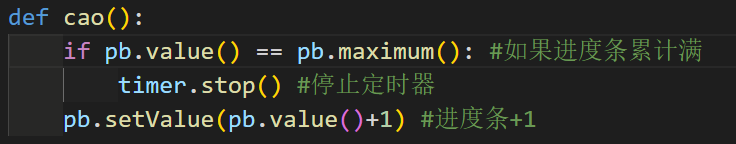 def cao():
    if pb.value() == pb.maximum(): #如果进度条累计满
        timer.stop() #停止定时器
    pb.setValue(pb.value()+1) #进度条+1